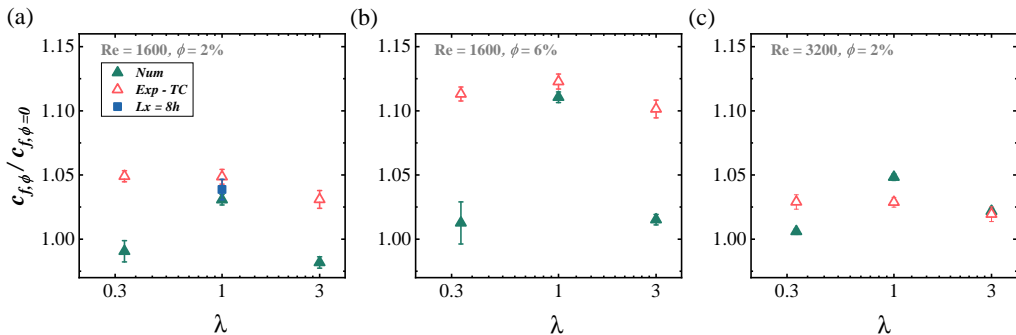 (a)
(b)
(c)
Re = 1600, ϕ = 2%
Num
Exp - TC
Lx = 8h
Re = 1600, ϕ = 6%
Re = 3200, ϕ = 2%
c_{f,ϕ} / c_{f,ϕ=0}
1.15
1.10
1.05
1.00
0.3 1 3
λ
1.15
1.10
1.05
1.00
0.3 1 3
λ
1.15
1.10
1.05
1.00
0.3 1 3
λ